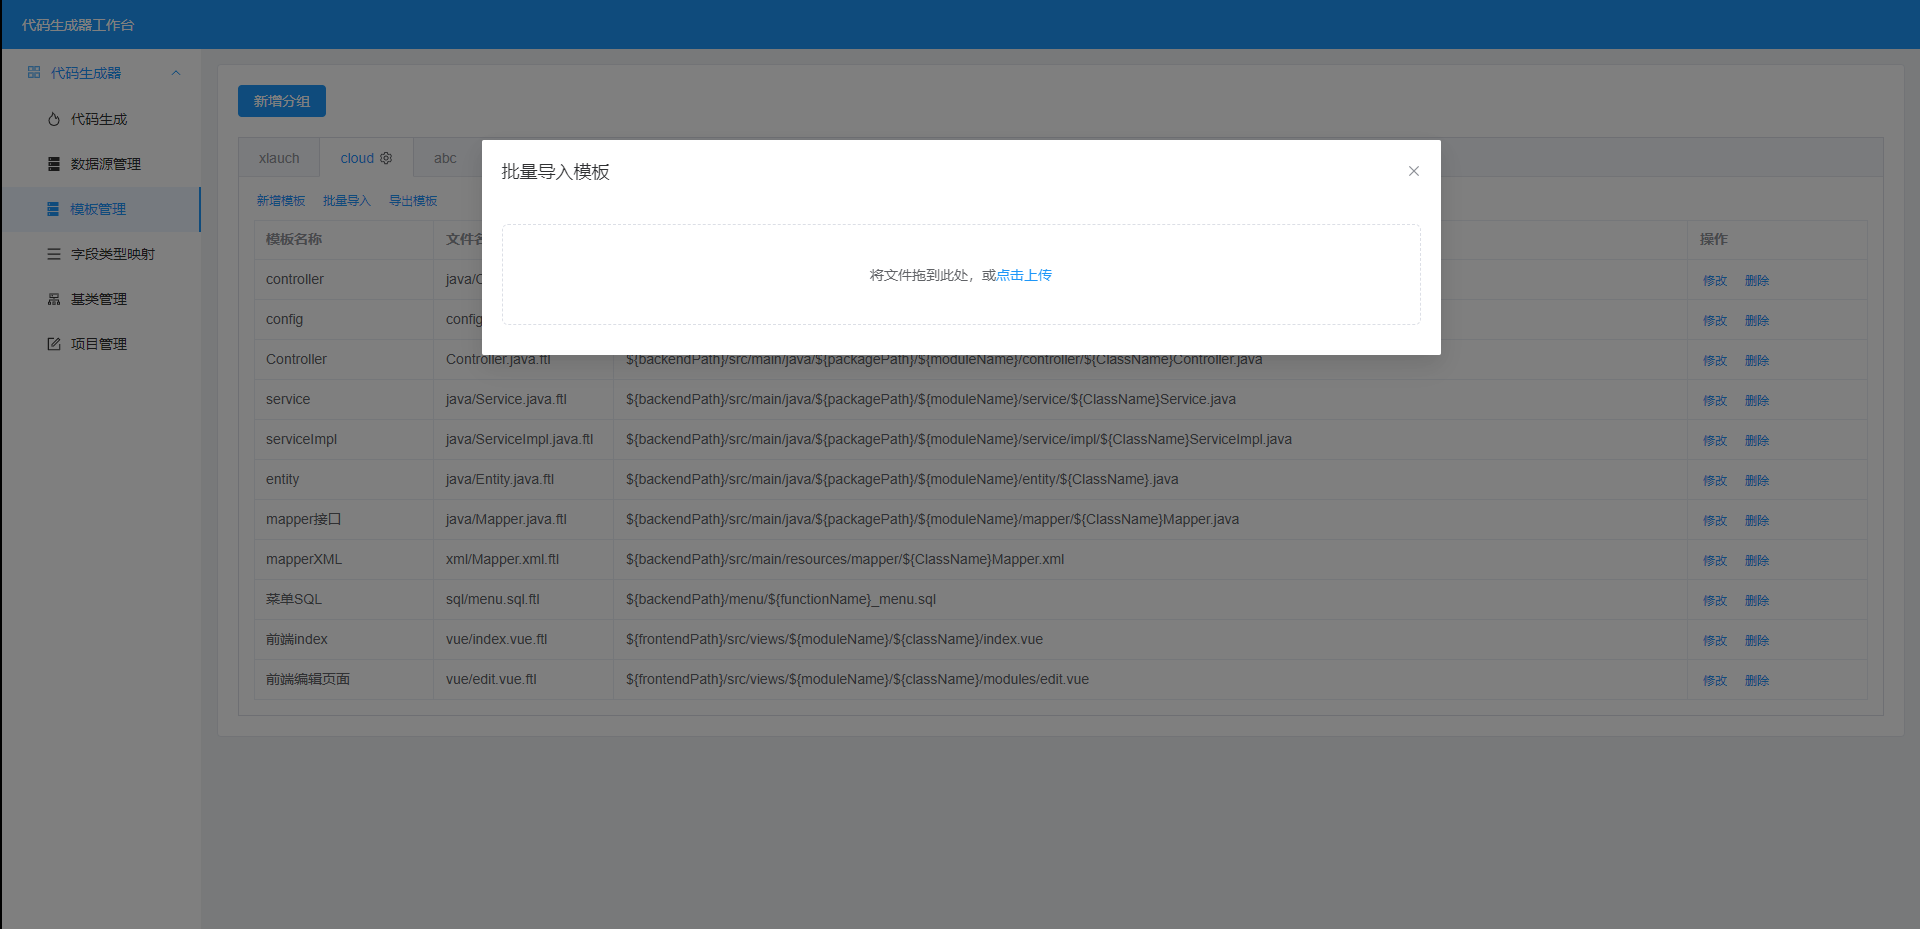 代码生成器工作台
代码生成器
代码生成
数据源管理
模板管理
字段类型映射
基类管理
项目管理
新增分组
xlauch cloud abc
新增模板 批量导入 导出模板
批量导入模板
将文件拖到此处，或点击上传
模板名称 文件名 操作
controller java/C 修改 删除
config config 修改 删除
Controller Controller.java.ftl ${backendPath}/src/main/java/${packagePath}/${moduleName}/controller/${ClassName}Controller.java 修改 删除
service java/Service.java.ftl ${backendPath}/src/main/java/${packagePath}/${moduleName}/service/${ClassName}Service.java 修改 删除
serviceImpl java/ServiceImpl.java.ftl ${backendPath}/src/main/java/${packagePath}/${moduleName}/service/impl/${ClassName}ServiceImpl.java 修改 删除
entity java/Entity.java.ftl ${backendPath}/src/main/java/${packagePath}/${moduleName}/entity/${ClassName}.java 修改 删除
mapper接口 java/Mapper.java.ftl ${backendPath}/src/main/java/${packagePath}/${moduleName}/mapper/${ClassName}Mapper.java 修改 删除
mapperXML xml/Mapper.xml.ftl ${backendPath}/src/main/resources/mapper/${ClassName}Mapper.xml 修改 删除
菜单SQL sql/menu.sql.ftl ${backendPath}/menu/${functionName}_menu.sql 修改 删除
前端index vue/index.vue.ftl ${frontendPath}/src/views/${moduleName}/${className}/index.vue 修改 删除
前端编辑页面 vue/edit.vue.ftl ${frontendPath}/src/views/${moduleName}/${className}/modules/edit.vue 修改 删除